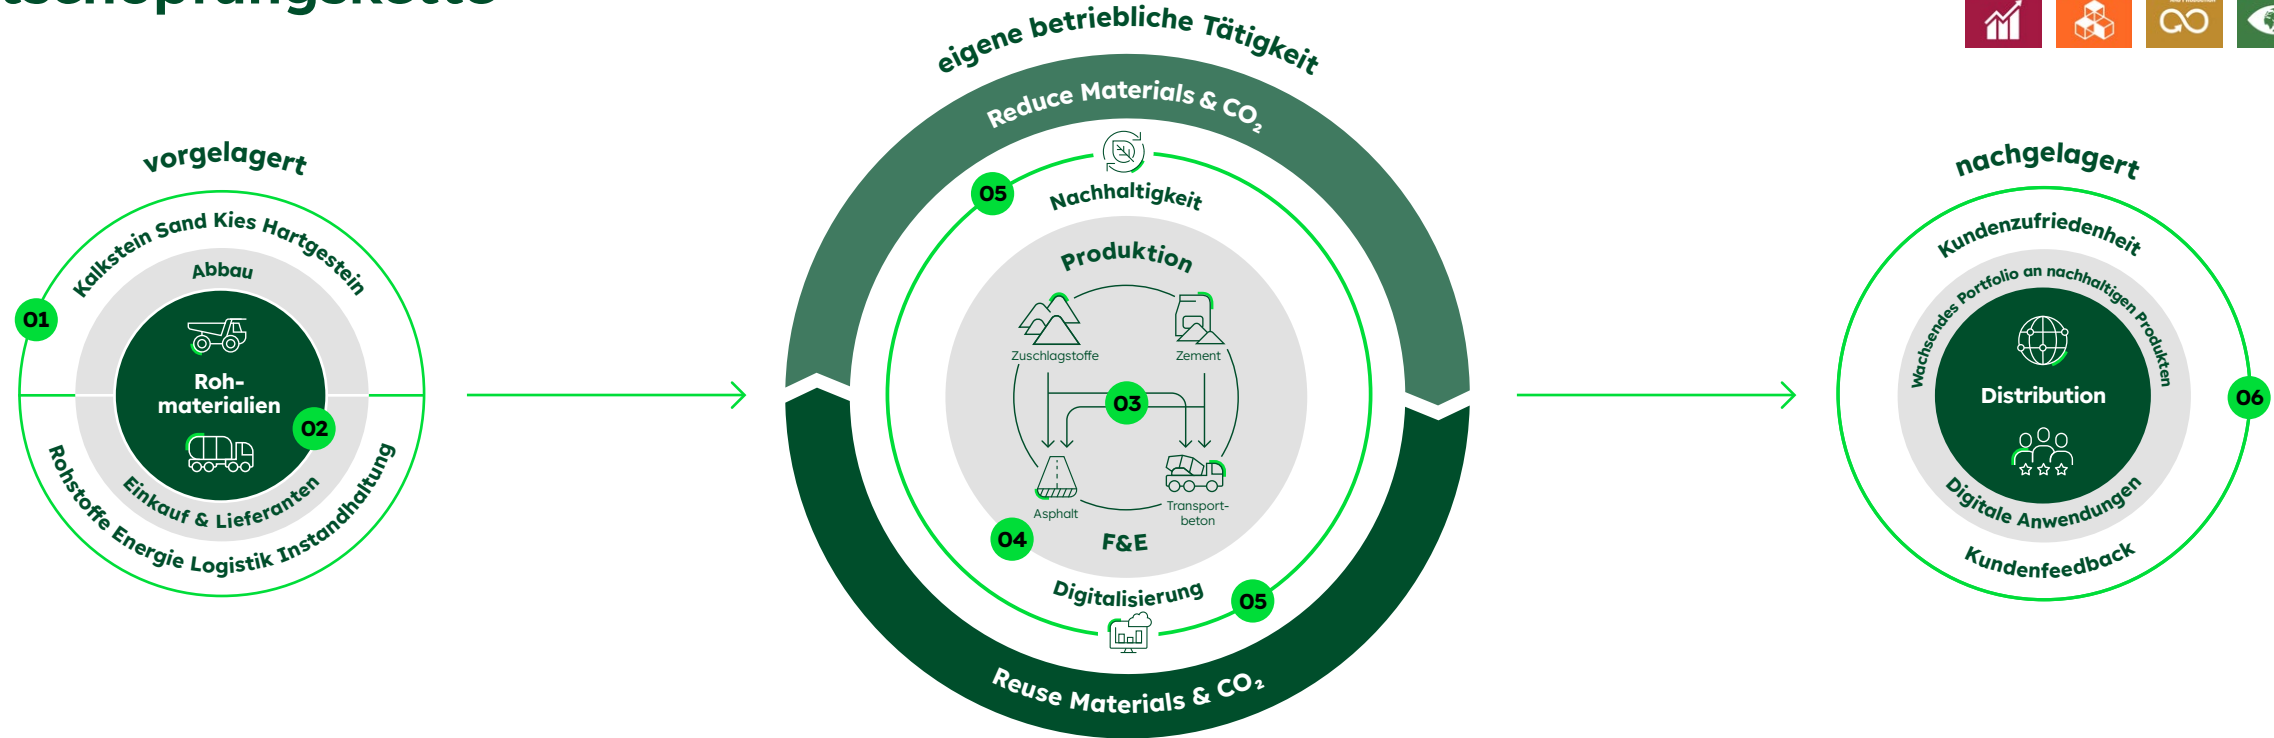 eigene betriebliche Tätigkeit
Reduce Materials & CO₂
vorgelagert
Kalkstein Sand Kies Hartgestein
Abbau
01
Roh-
materialien
02
Einkauf & Lieferanten
Rohstoffe Energie Logistik Instandhaltung
05
Nachhaltigkeit
Produktion
Zuschlagstoffe
Zement
03
Asphalt
Transport-
beton
04
F&E
Digitalisierung
05
Reuse Materials & CO₂
nachgelagert
Kundenzufriedenheit
Wachsendes Portfolio an nachhaltigen Produkten
Distribution
06
Digitale Anwendungen
Kundenfeedback